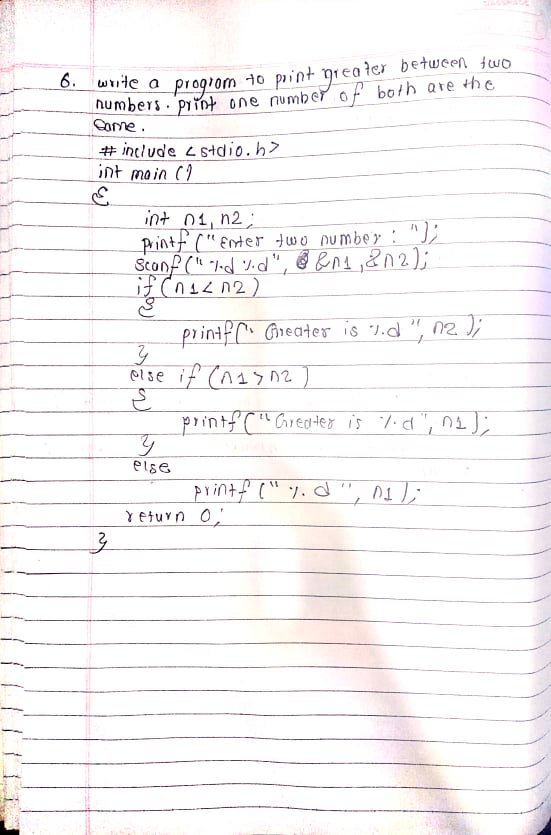 6. write a program to print greater between two
numbers. print one number of both are the
same.
#include <stdio.h>
int main ()
{
int n1, n2;
printf ("Enter two number : ");
scanf ("%d %d", &n1, &n2);
if (n1 < n2)
{
printf (" Greater is %d ", n2 );
}
else if (n1 > n2 )
{
printf ("Greater is %d", n1);
}
else
printf (" %d ", n1 );
return 0;
}